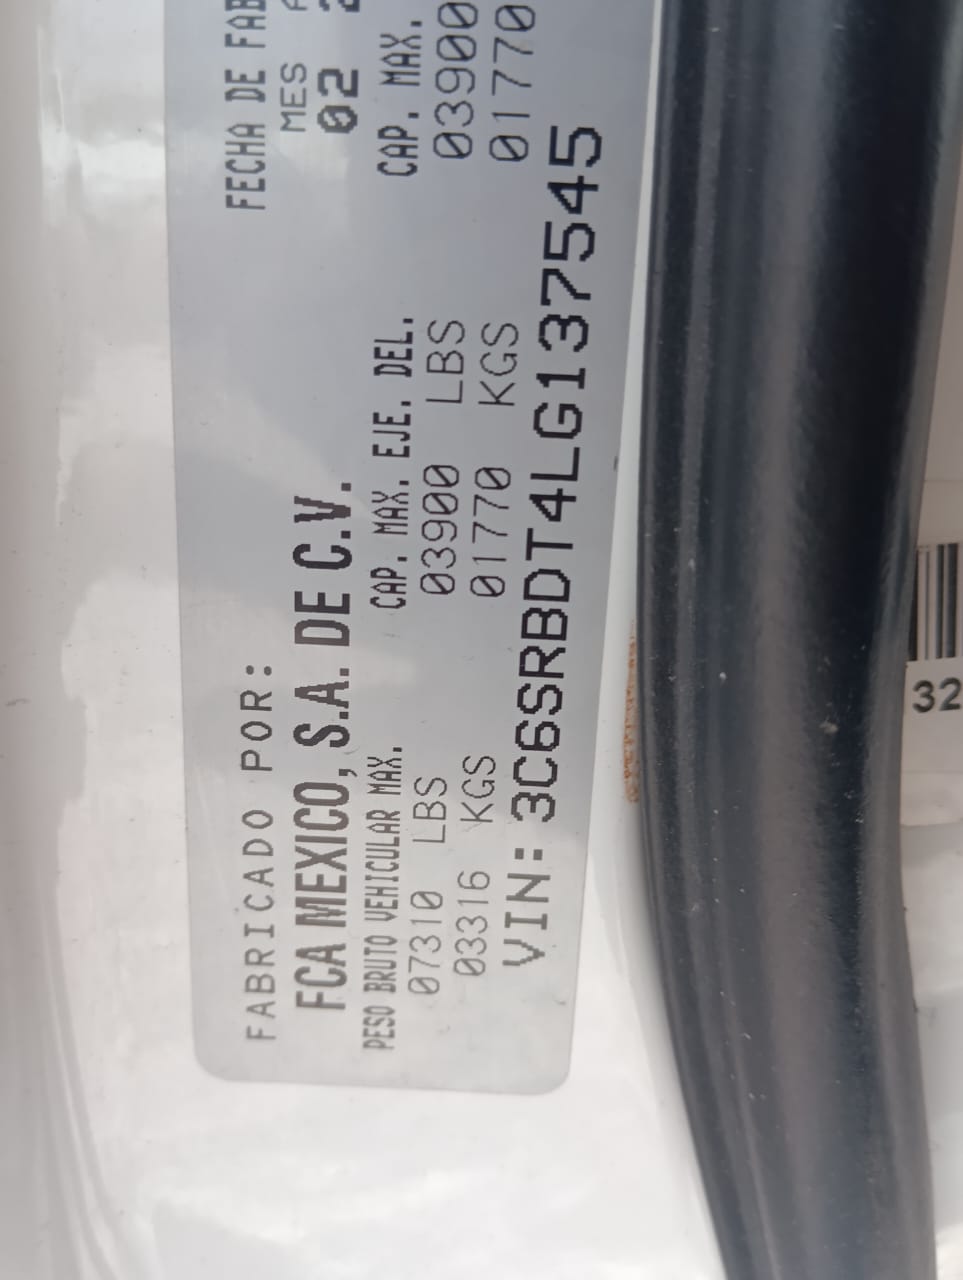 FABRICADO POR:
FECHA DE FAB
MES
FCA MEXICO, S.A. DE C.V.
02
PESO BRUTO VEHICULAR MAX.
CAP. MAX. EJE. DEL.
CAP. MAX.
07310 LBS
03900 LBS
03900
03316 KGS
01770 KGS
01770
VIN: 3C6SRBDT4LG137545
32